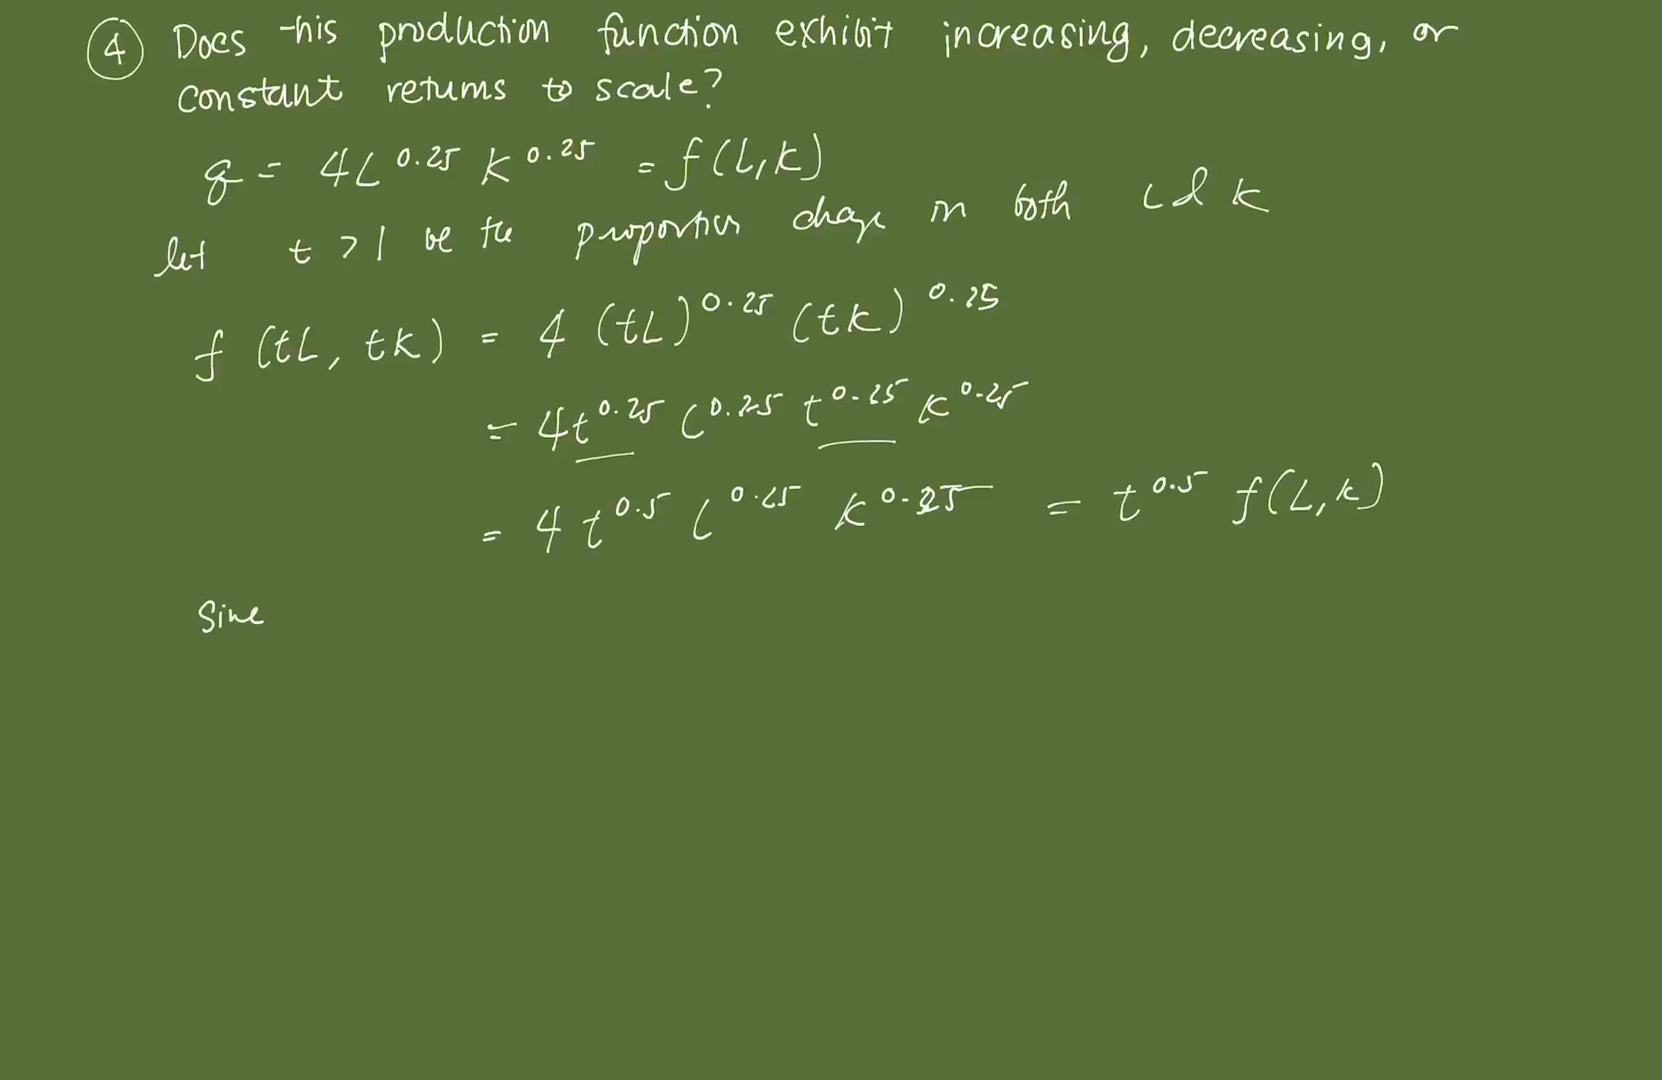 ④ Does this production function exhibit increasing, decreasing, or
constant returns to scale?
q = 4L^0.25 K^0.25 = f(L,K)
let t > 1 be the proportion change in both L & K
f (tL, tK) = 4 (tL)^0.25 (tK)^0.25
= 4t^0.25 L^0.25 t^0.25 K^0.25
= 4 t^0.5 L^0.25 K^0.25 = t^0.5 f(L,K)
Since